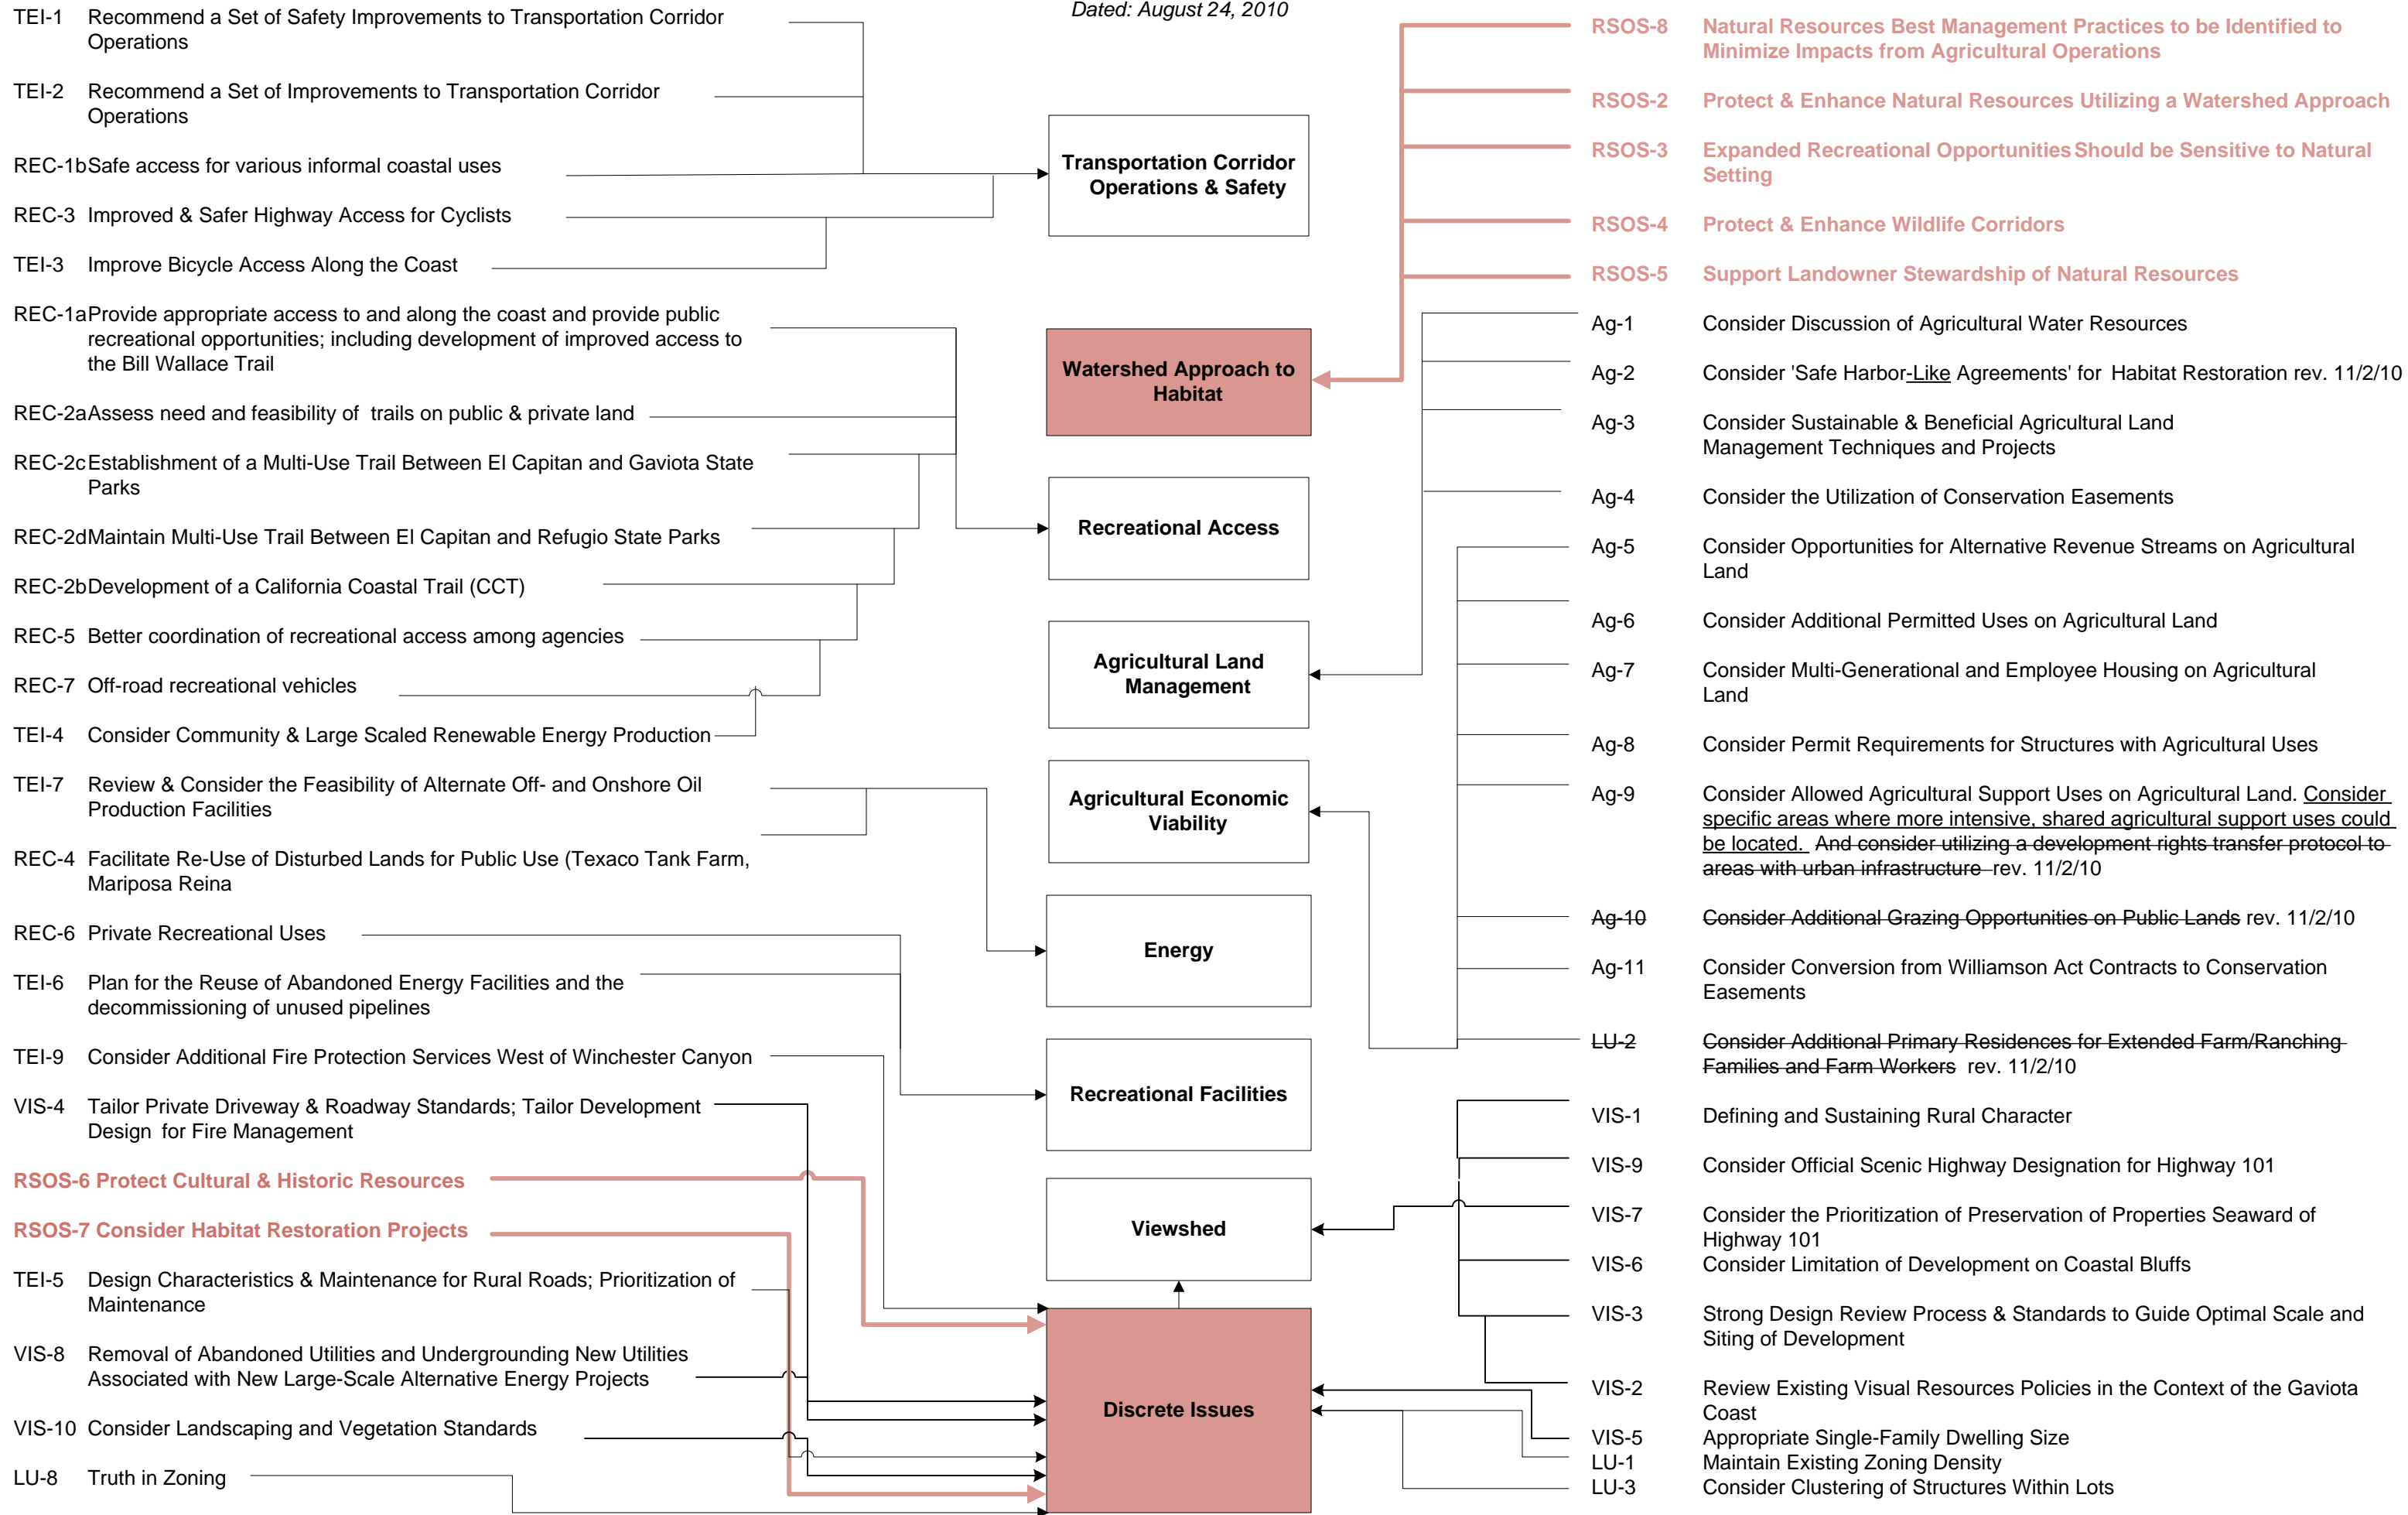 Dated: August 24, 2010
TEI-1 Recommend a Set of Safety Improvements to Transportation Corridor
Operations
TEI-2 Recommend a Set of Improvements to Transportation Corridor
Operations
REC-1b Safe access for various informal coastal uses
REC-3 Improved & Safer Highway Access for Cyclists
TEI-3 Improve Bicycle Access Along the Coast
REC-1a Provide appropriate access to and along the coast and provide public
recreational opportunities; including development of improved access to
the Bill Wallace Trail
REC-2a Assess need and feasibility of trails on public & private land
REC-2c Establishment of a Multi-Use Trail Between El Capitan and Gaviota State
Parks
REC-2d Maintain Multi-Use Trail Between El Capitan and Refugio State Parks
REC-2b Development of a California Coastal Trail (CCT)
REC-5 Better coordination of recreational access among agencies
REC-7 Off-road recreational vehicles
TEI-4 Consider Community & Large Scaled Renewable Energy Production
TEI-7 Review & Consider the Feasibility of Alternate Off- and Onshore Oil
Production Facilities
REC-4 Facilitate Re-Use of Disturbed Lands for Public Use (Texaco Tank Farm,
Mariposa Reina
REC-6 Private Recreational Uses
TEI-6 Plan for the Reuse of Abandoned Energy Facilities and the
decommissioning of unused pipelines
TEI-9 Consider Additional Fire Protection Services West of Winchester Canyon
VIS-4 Tailor Private Driveway & Roadway Standards; Tailor Development
Design for Fire Management
RSOS-6 Protect Cultural & Historic Resources
RSOS-7 Consider Habitat Restoration Projects
TEI-5 Design Characteristics & Maintenance for Rural Roads; Prioritization of
Maintenance
VIS-8 Removal of Abandoned Utilities and Undergrounding New Utilities
Associated with New Large-Scale Alternative Energy Projects
VIS-10 Consider Landscaping and Vegetation Standards
LU-8 Truth in Zoning
Transportation Corridor
Operations & Safety
Watershed Approach to
Habitat
Recreational Access
Agricultural Land
Management
Agricultural Economic
Viability
Energy
Recreational Facilities
Viewshed
Discrete Issues
RSOS-8 Natural Resources Best Management Practices to be Identified to
Minimize Impacts from Agricultural Operations
RSOS-2 Protect & Enhance Natural Resources Utilizing a Watershed Approach
RSOS-3 Expanded Recreational Opportunities Should be Sensitive to Natural
Setting
RSOS-4 Protect & Enhance Wildlife Corridors
RSOS-5 Support Landowner Stewardship of Natural Resources
Ag-1 Consider Discussion of Agricultural Water Resources
Ag-2 Consider 'Safe Harbor-Like Agreements' for Habitat Restoration rev. 11/2/10
Ag-3 Consider Sustainable & Beneficial Agricultural Land
Management Techniques and Projects
Ag-4 Consider the Utilization of Conservation Easements
Ag-5 Consider Opportunities for Alternative Revenue Streams on Agricultural
Land
Ag-6 Consider Additional Permitted Uses on Agricultural Land
Ag-7 Consider Multi-Generational and Employee Housing on Agricultural
Land
Ag-8 Consider Permit Requirements for Structures with Agricultural Uses
Ag-9 Consider Allowed Agricultural Support Uses on Agricultural Land. Consider
specific areas where more intensive, shared agricultural support uses could
be located. And consider utilizing a development rights transfer protocol to
areas with urban infrastructure rev. 11/2/10
Ag-10 Consider Additional Grazing Opportunities on Public Lands rev. 11/2/10
Ag-11 Consider Conversion from Williamson Act Contracts to Conservation
Easements
LU-2 Consider Additional Primary Residences for Extended Farm/Ranching
Families and Farm Workers rev. 11/2/10
VIS-1 Defining and Sustaining Rural Character
VIS-9 Consider Official Scenic Highway Designation for Highway 101
VIS-7 Consider the Prioritization of Preservation of Properties Seaward of
Highway 101
VIS-6 Consider Limitation of Development on Coastal Bluffs
VIS-3 Strong Design Review Process & Standards to Guide Optimal Scale and
Siting of Development
VIS-2 Review Existing Visual Resources Policies in the Context of the Gaviota
Coast
VIS-5 Appropriate Single-Family Dwelling Size
LU-1 Maintain Existing Zoning Density
LU-3 Consider Clustering of Structures Within Lots